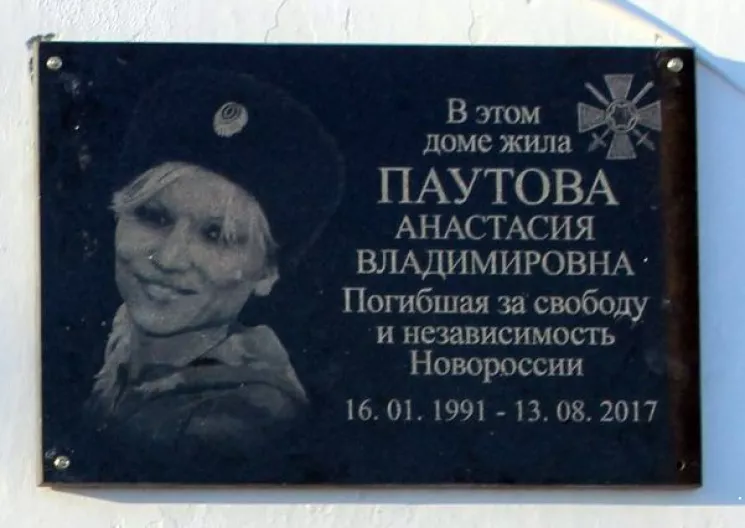 В этом
доме жила
ПАУТОВА
АНАСТАСИЯ
ВЛАДИМИРОВНА
Погибшая за свободу
и независимость
Новороссии
16. 01. 1991 - 13. 08. 2017